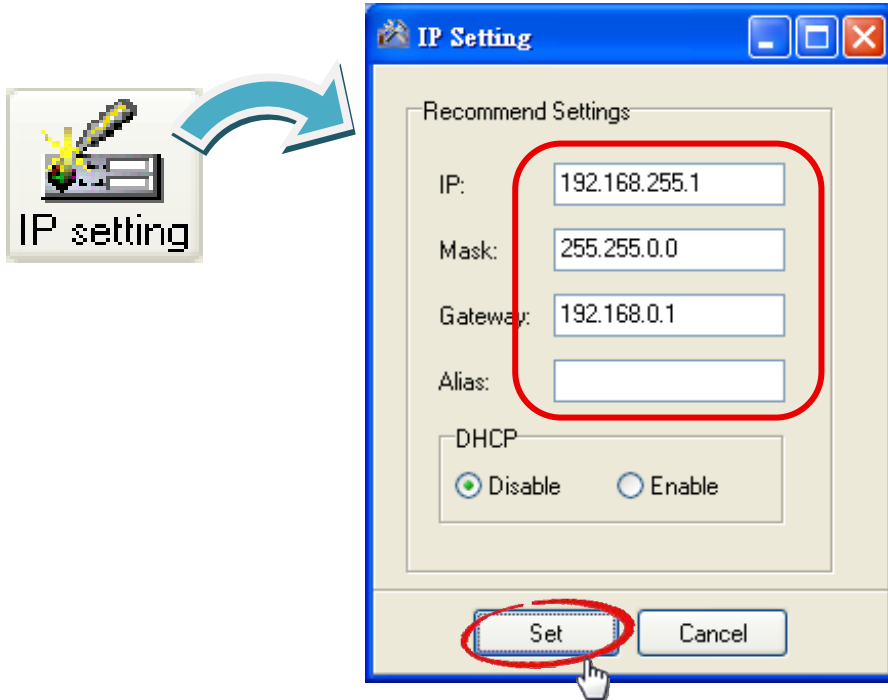 IP setting
IP Setting
Recommend Settings
IP: 192.168.255.1
Mask: 255.255.0.0
Gateway: 192.168.0.1
Alias:
DHCP
Disable Enable
Set Cancel